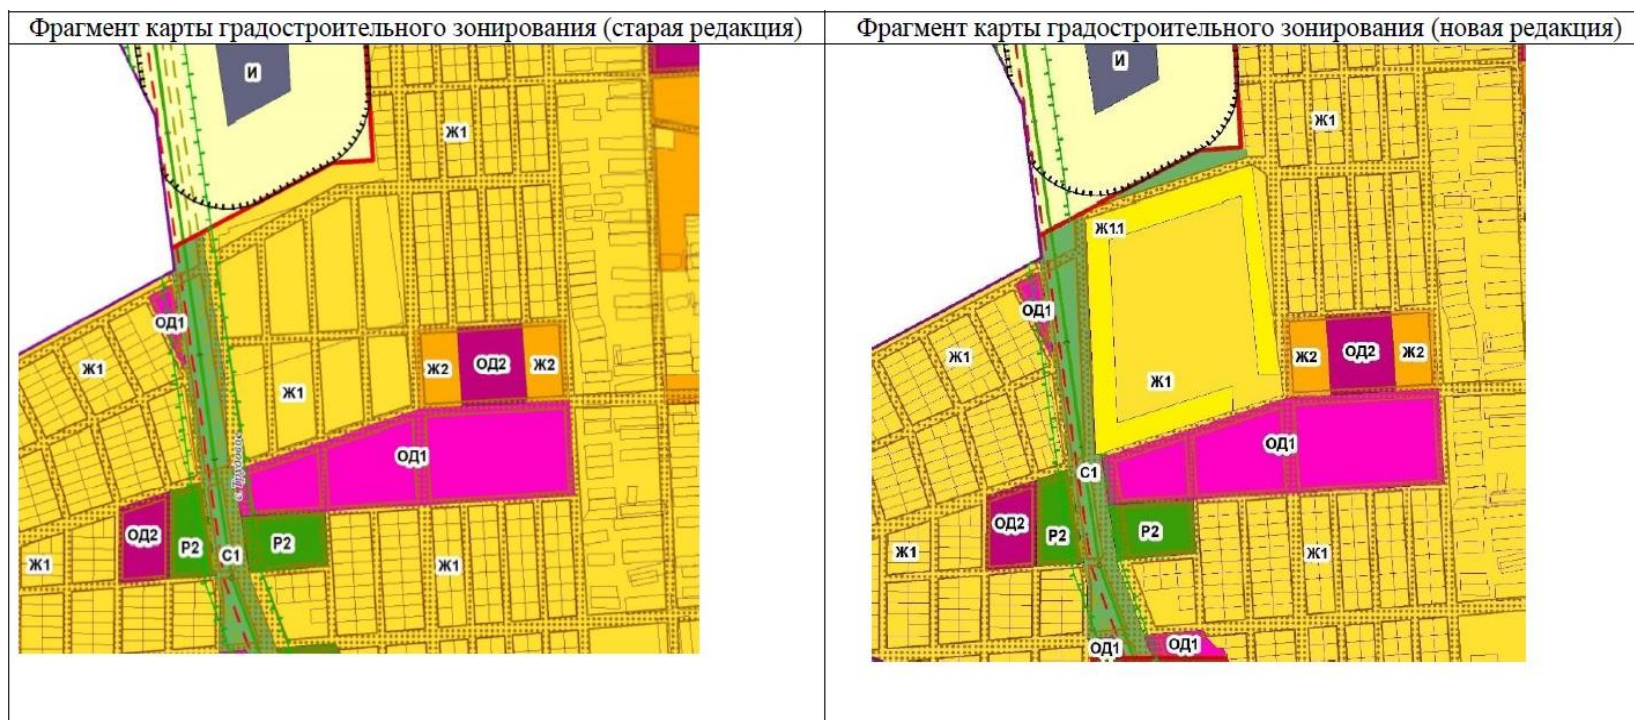 Фрагмент карты градостроительного зонирования (старая редакция)
Фрагмент карты градостроительного зонирования (новая редакция)
И
Ж1
ОД1
Ж1
Ж1
Ж2
ОД2
Ж2
ОД1
ОД2
Р2
С1
Р2
Ж1
Ж1
И
Ж1
Ж1.1
ОД1
Ж1
Ж1
Ж2
ОД2
Ж2
ОД1
С1
ОД2
Р2
Р2
Ж1
Ж1
ОД1
ОД1